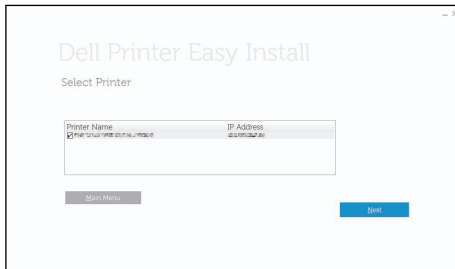 Dell Printer Easy Install
Select Printer
Printer Name IP Address
Main Menu
Next